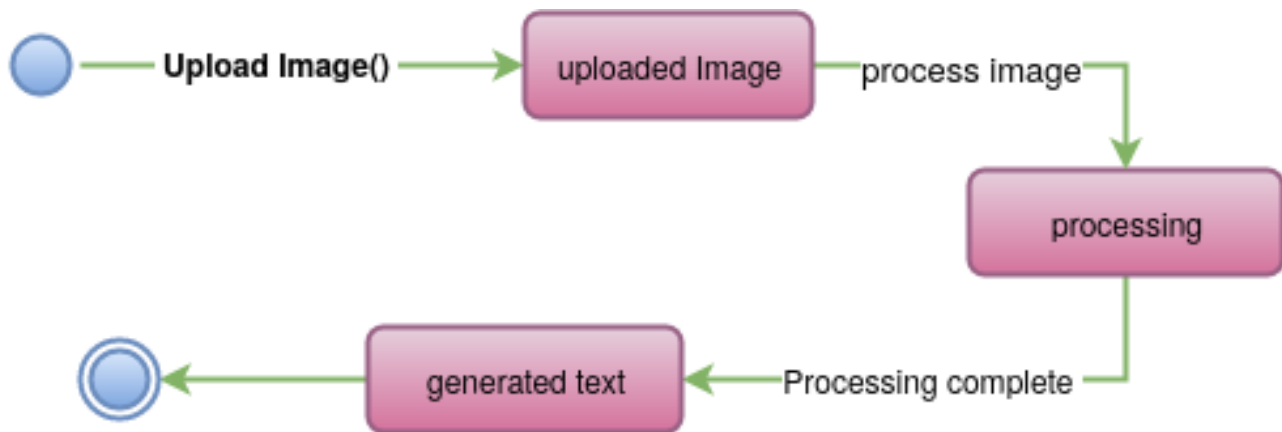 Upload Image()
uploaded Image
process image
processing
Processing complete
generated text